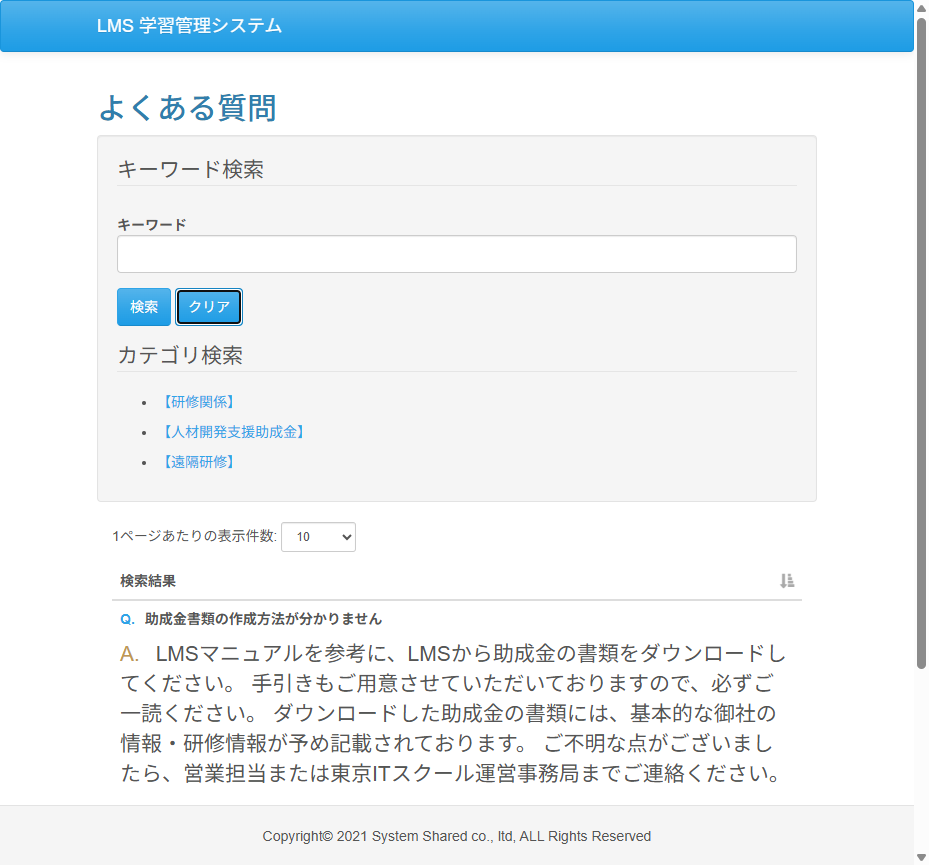 LMS 学習管理システム
よくある質問
キーワード検索
キーワード
検索 クリア
カテゴリ検索
【研修関係】
【人材開発支援助成金】
【遠隔研修】
1ページあたりの表示件数: 10
検索結果
Q. 助成金書類の作成方法が分かりません
A. LMSマニュアルを参考に、LMSから助成金の書類をダウンロードし
てください。 手引きもご用意させていただいておりますので、必ずご
一読ください。 ダウンロードした助成金の書類には、基本的な御社の
情報・研修情報が予め記載されております。 ご不明な点がございまし
たら、営業担当または東京ITスクール運営事務局までご連絡ください。
Copyright© 2021 System Shared co., ltd, ALL Rights Reserved